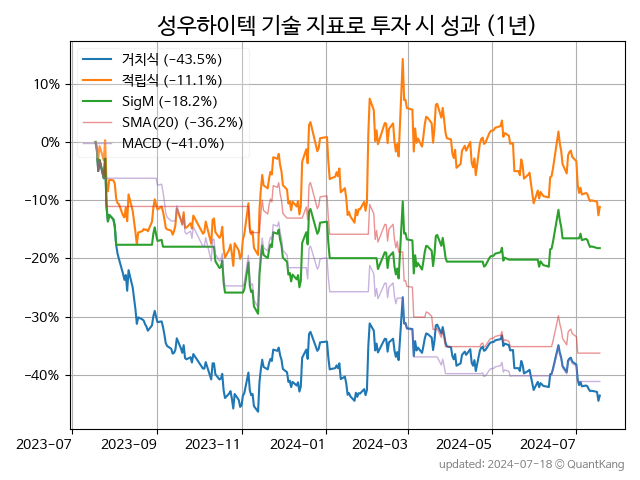 성우하이텍 기술 지표로 투자 시 성과 (1년)
거치식 (−43.5%)
적립식 (−11.1%)
SigM (−18.2%)
SMA(20) (−36.2%)
MACD (−41.0%)
10%
0%
−10%
−20%
−30%
−40%
2023-07 2023-09 2023-11 2024-01 2024-03 2024-05 2024-07
updated: 2024-07-18 ⓒ QuantKang